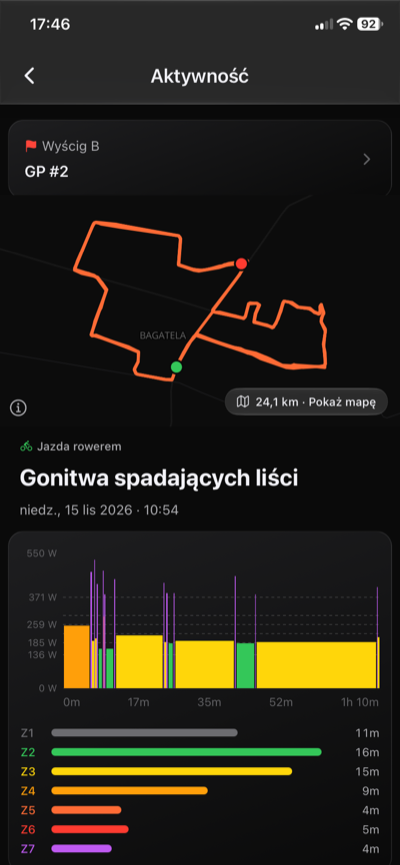 17:46
92
Aktywność
Wyścig B
GP #2
BAGATELA
24,1 km · Pokaż mapę
Jazda rowerem
Gonitwa spadających liści
niedz., 15 lis 2026 · 10:54
550 W
371 W
259 W
185 W
136 W
0 W
0m 17m 35m 52m 1h 10m
Z1 11m
Z2 16m
Z3 15m
Z4 9m
Z5 4m
Z6 5m
Z7 4m